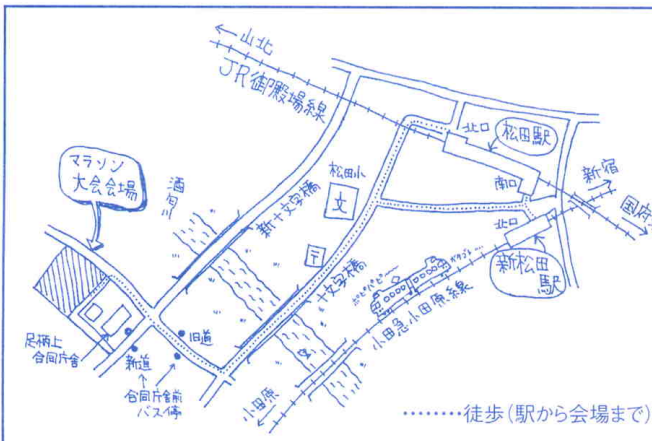 ←山北
JR御殿場線
北口
松田駅
新宿
国府
マラソン
大会会場
酒匂川
新十文字橋
松田小
文
〒
南口
北口
新松田
駅
十文字橋
小田急小田原線
足柄上
合同庁舎
旧道
新道
合同庁舎前
バス停
小田原
………徒歩(駅から会場まで)